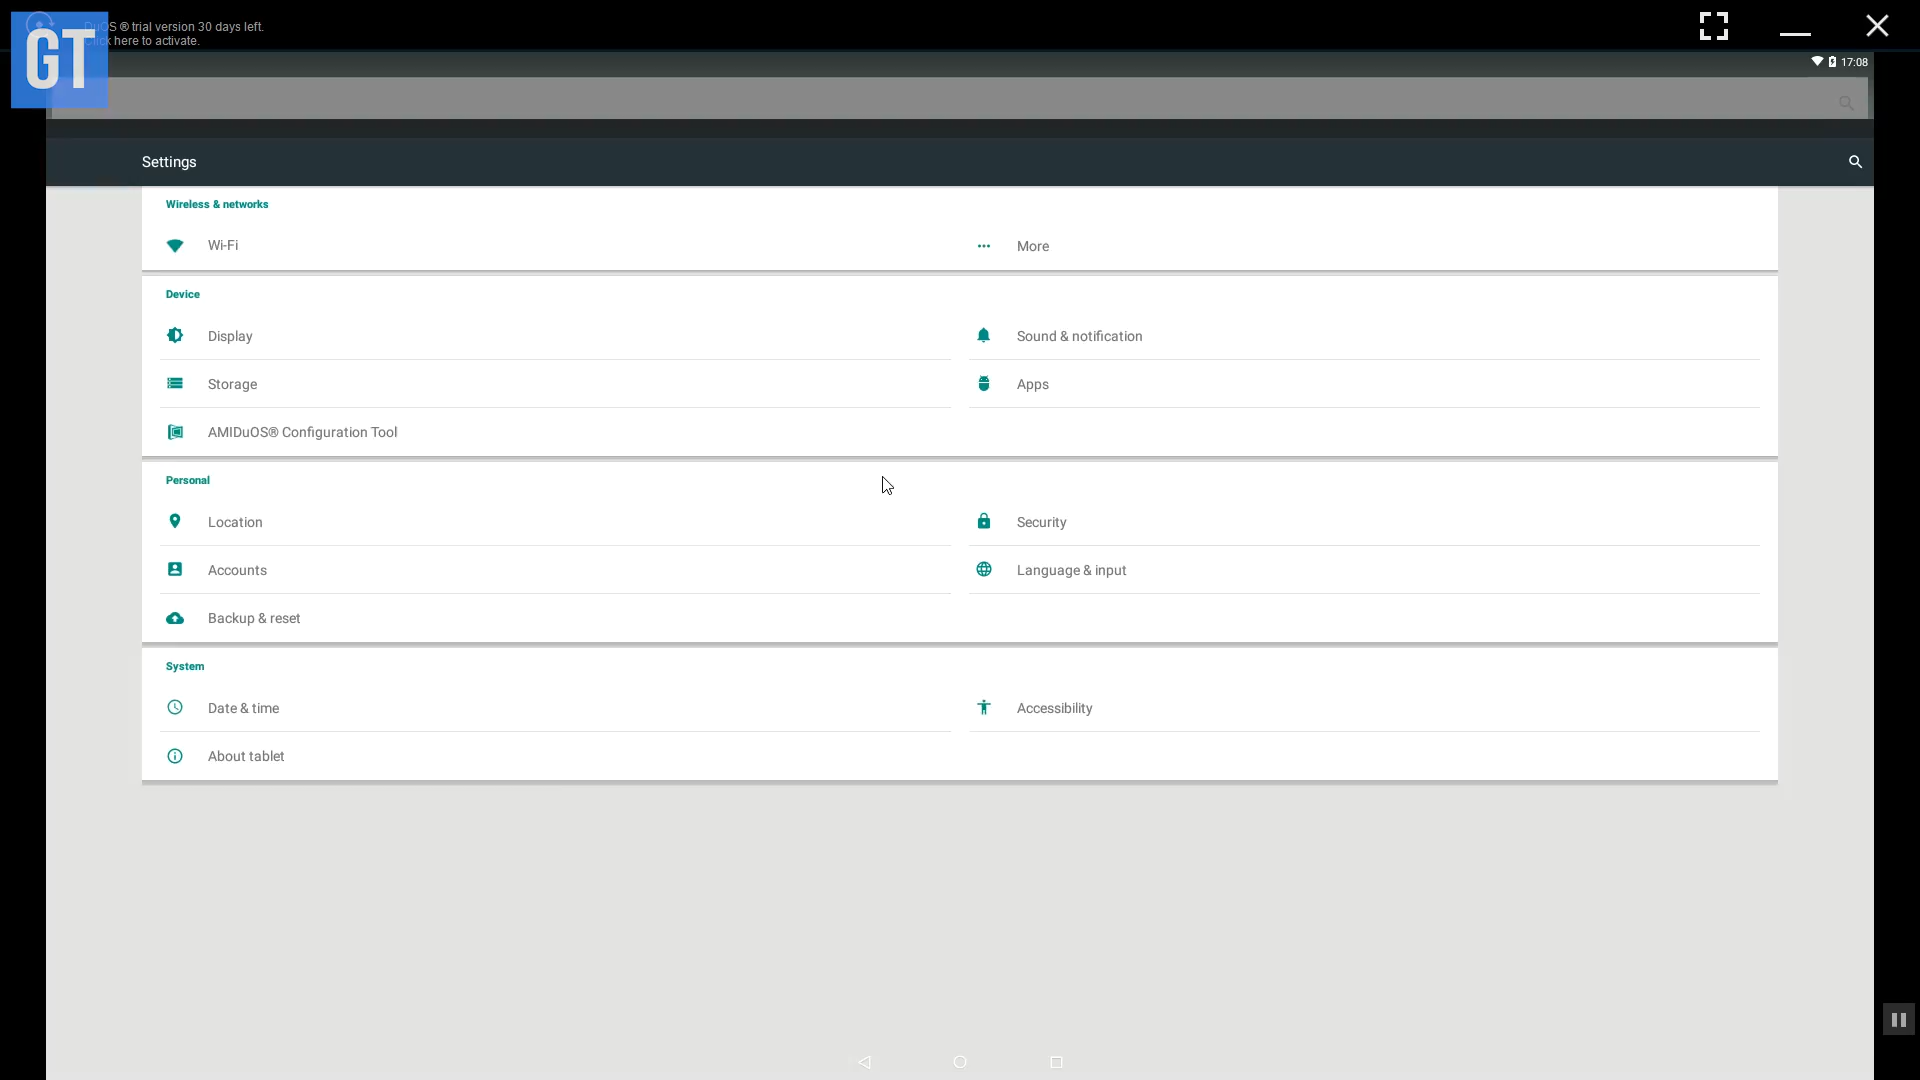 DuOS ® trial version 30 days left.
Click here to activate.
GT
17:08
Settings
Wireless & networks
Wi-Fi
More
Device
Display
Sound & notification
Storage
Apps
AMIDuOS® Configuration Tool
Personal
Location
Security
Accounts
Language & input
Backup & reset
System
Date & time
Accessibility
About tablet